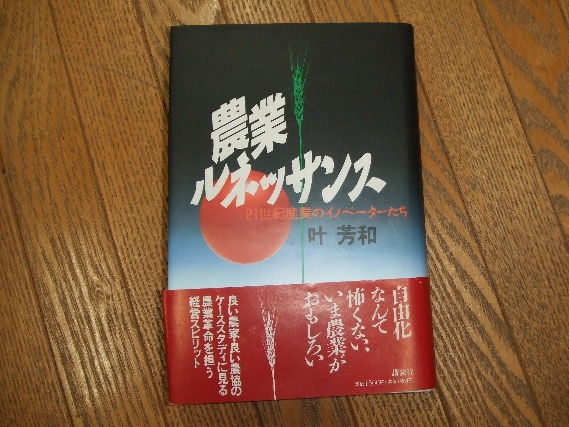 農業
ルネッサンス
21世紀産業のイノベーターたち
叶 芳和
自由化
なんて
怖くない、
いま農業が
おもしろい
良い農家・良い農協の
ケーススタディに見る
農業革命を担う
経営スピリット
講談社